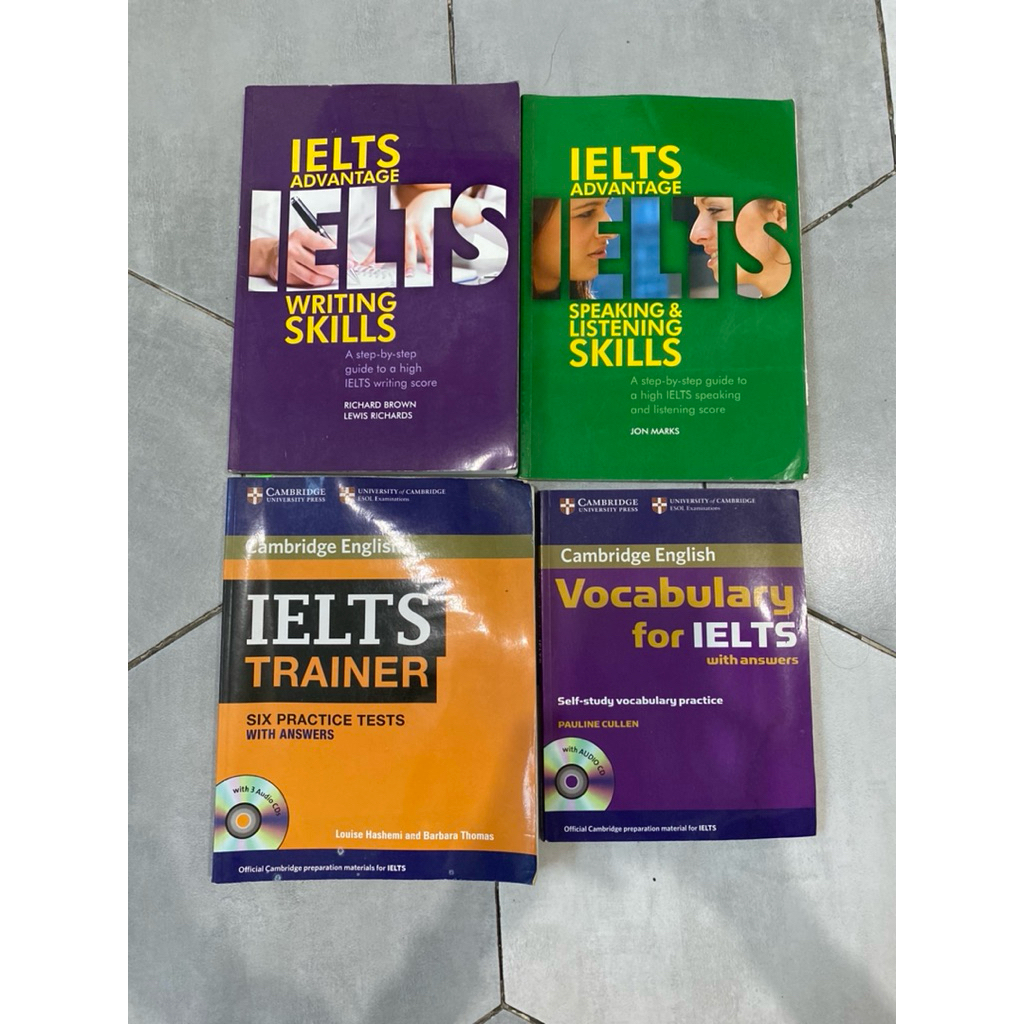 IELTS
ADVANTAGE
IELTS
WRITING
SKILLS
A step-by-step
guide to a high
IELTS writing score
RICHARD BROWN
LEWIS RICHARDS
IELTS
ADVANTAGE
IELTS
SPEAKING &
LISTENING
SKILLS
A step-by-step guide to
a high IELTS speaking
and listening score
JON MARKS
CAMBRIDGE
UNIVERSITY PRESS
UNIVERSITY of CAMBRIDGE
ESOL Examinations
Cambridge English
IELTS
TRAINER
SIX PRACTICE TESTS
WITH ANSWERS
with 3 Audio CDs
Louise Hashemi and Barbara Thomas
Official Cambridge preparation materials for IELTS
CAMBRIDGE
UNIVERSITY PRESS
UNIVERSITY of CAMBRIDGE
ESOL Examinations
Cambridge English
Vocabulary
for IELTS
with answers
Self-study vocabulary practice
PAULINE CULLEN
with AUDIO CD
Official Cambridge preparation material for IELTS